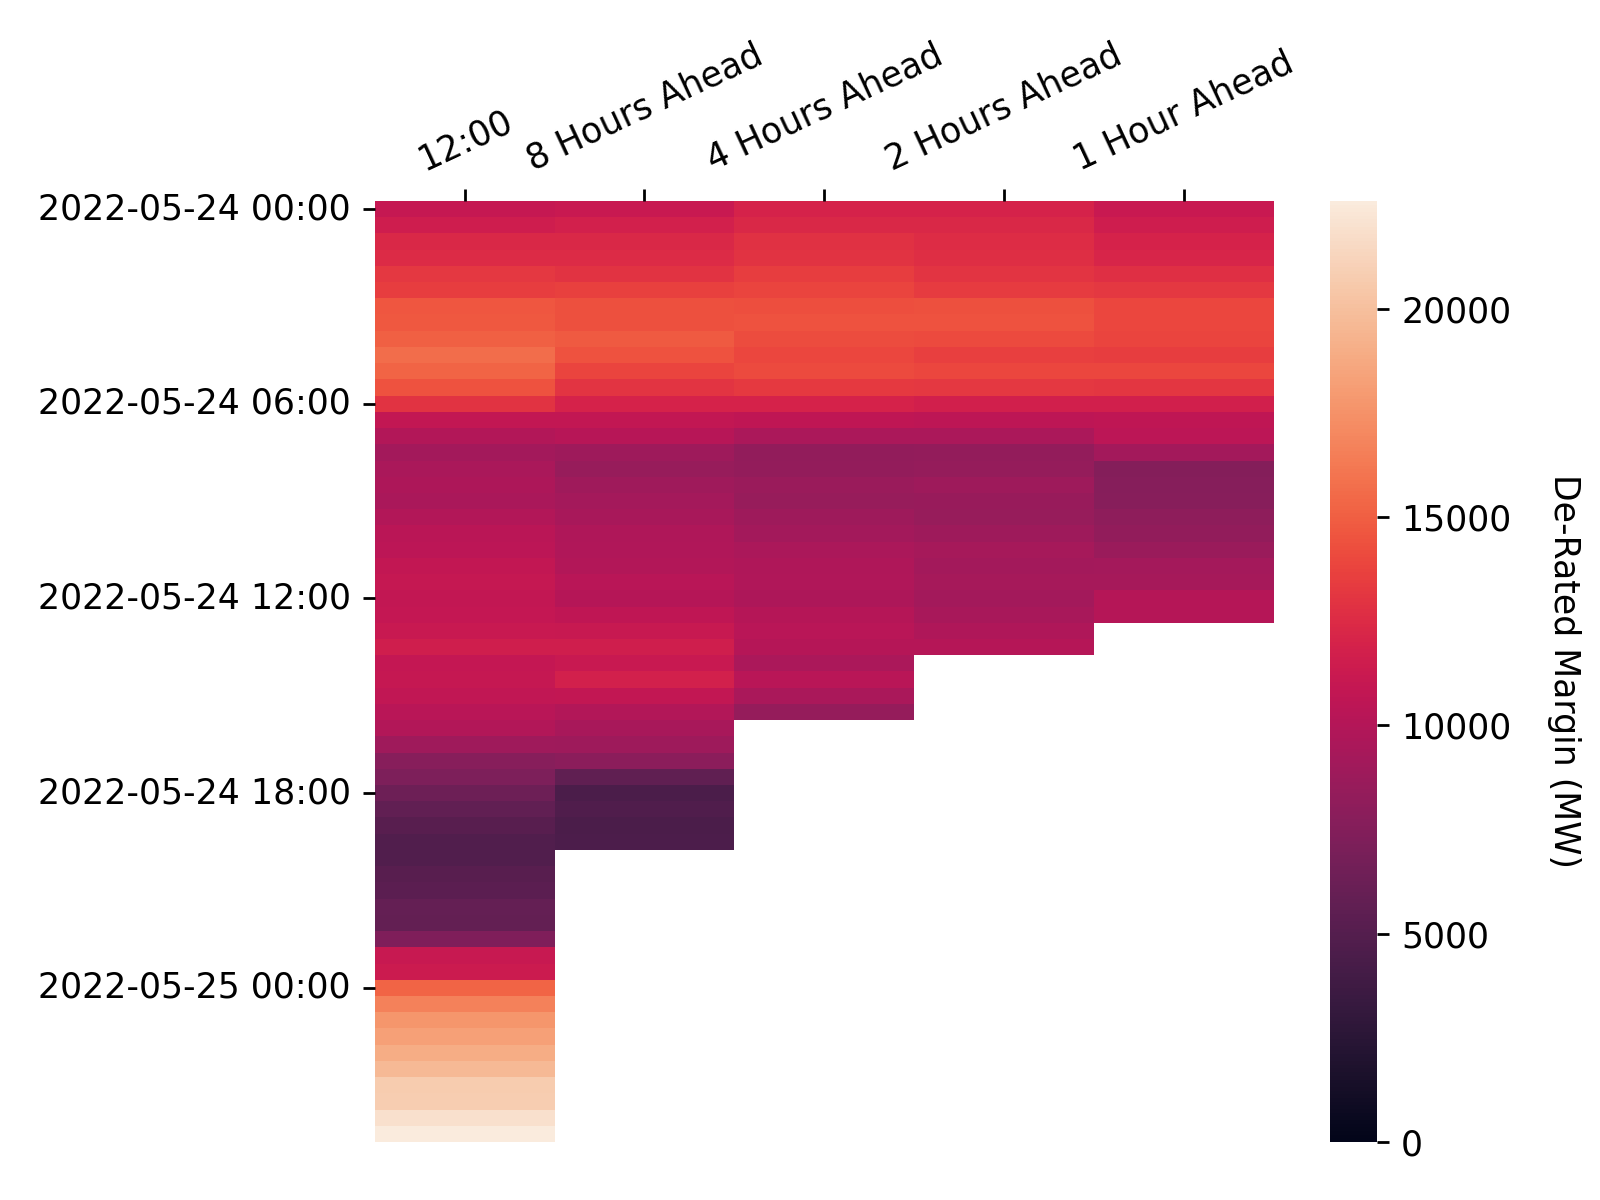 12:00
8 Hours Ahead
4 Hours Ahead
2 Hours Ahead
1 Hour Ahead
2022-05-24 00:00
2022-05-24 06:00
2022-05-24 12:00
2022-05-24 18:00
2022-05-25 00:00
20000
15000
10000
5000
0
De-Rated Margin (MW)